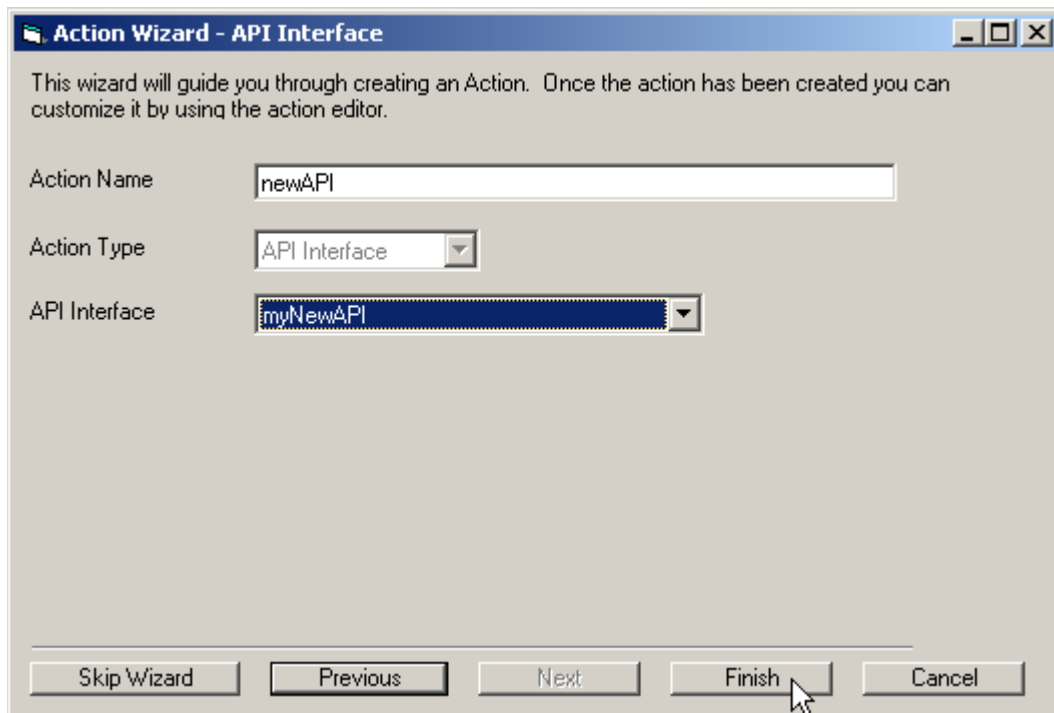 Action Wizard - API Interface
This wizard will guide you through creating an Action. Once the action has been created you can
customize it by using the action editor.
Action Name
newAPI
Action Type
API Interface
API Interface
myNewAPI
Skip Wizard
Previous
Next
Finish
Cancel